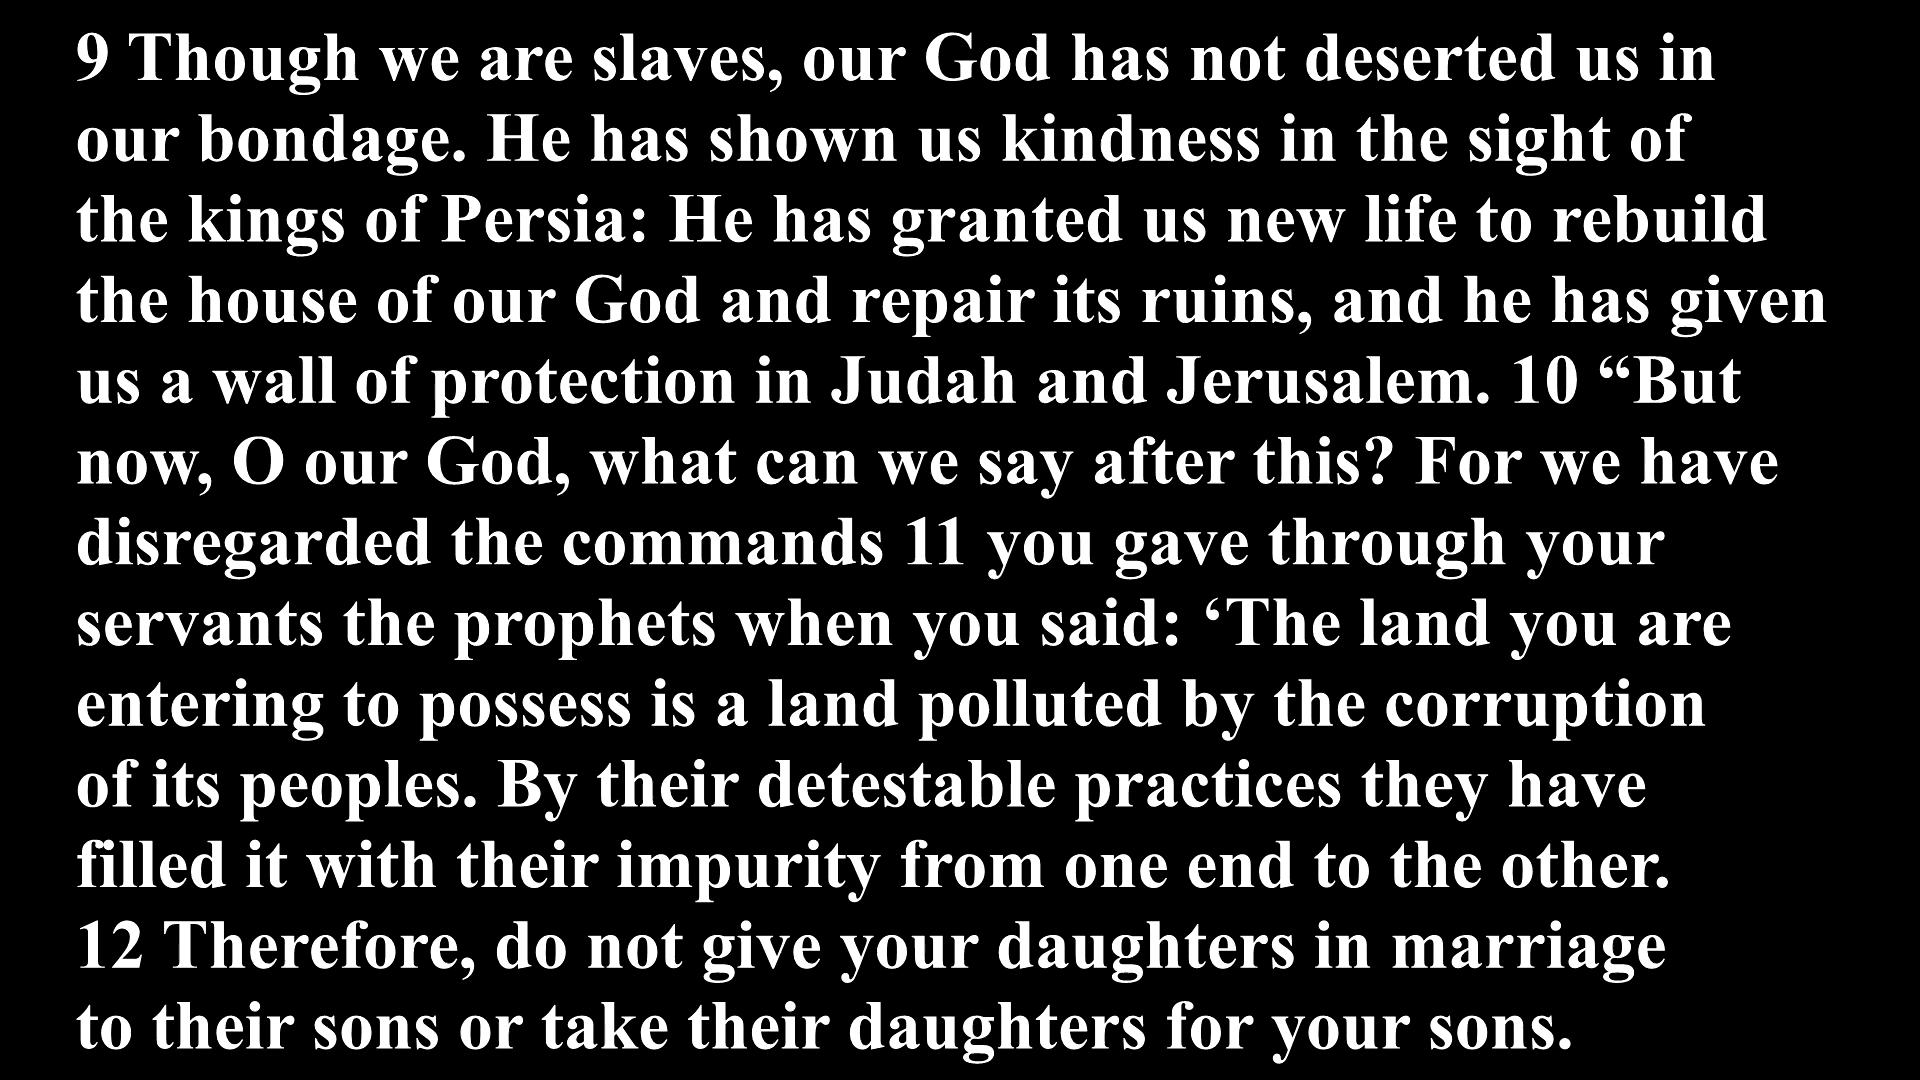 9 Though we are slaves, our God has not deserted us in
our bondage. He has shown us kindness in the sight of
the kings of Persia: He has granted us new life to rebuild
the house of our God and repair its ruins, and he has given
us a wall of protection in Judah and Jerusalem. 10 “But
now, O our God, what can we say after this? For we have
disregarded the commands 11 you gave through your
servants the prophets when you said: ‘The land you are
entering to possess is a land polluted by the corruption
of its peoples. By their detestable practices they have
filled it with their impurity from one end to the other.
12 Therefore, do not give your daughters in marriage
to their sons or take their daughters for your sons.